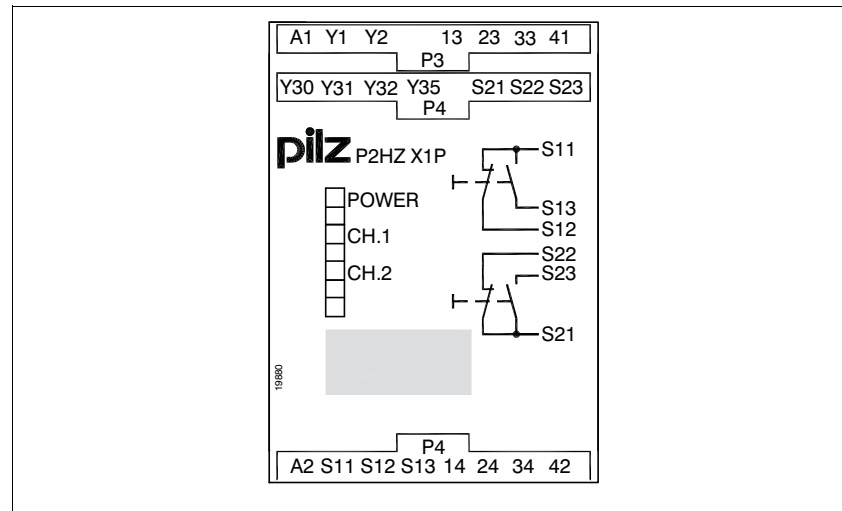 A1 Y1 Y2 13 23 33 41
P3
Y30 Y31 Y32 Y35 S21 S22 S23
P4
pilz P2HZ X1P
S11
POWER
S13
CH.1
S12
S22
CH.2
S23
S21
19880
P4
A2 S11 S12 S13 14 24 34 42